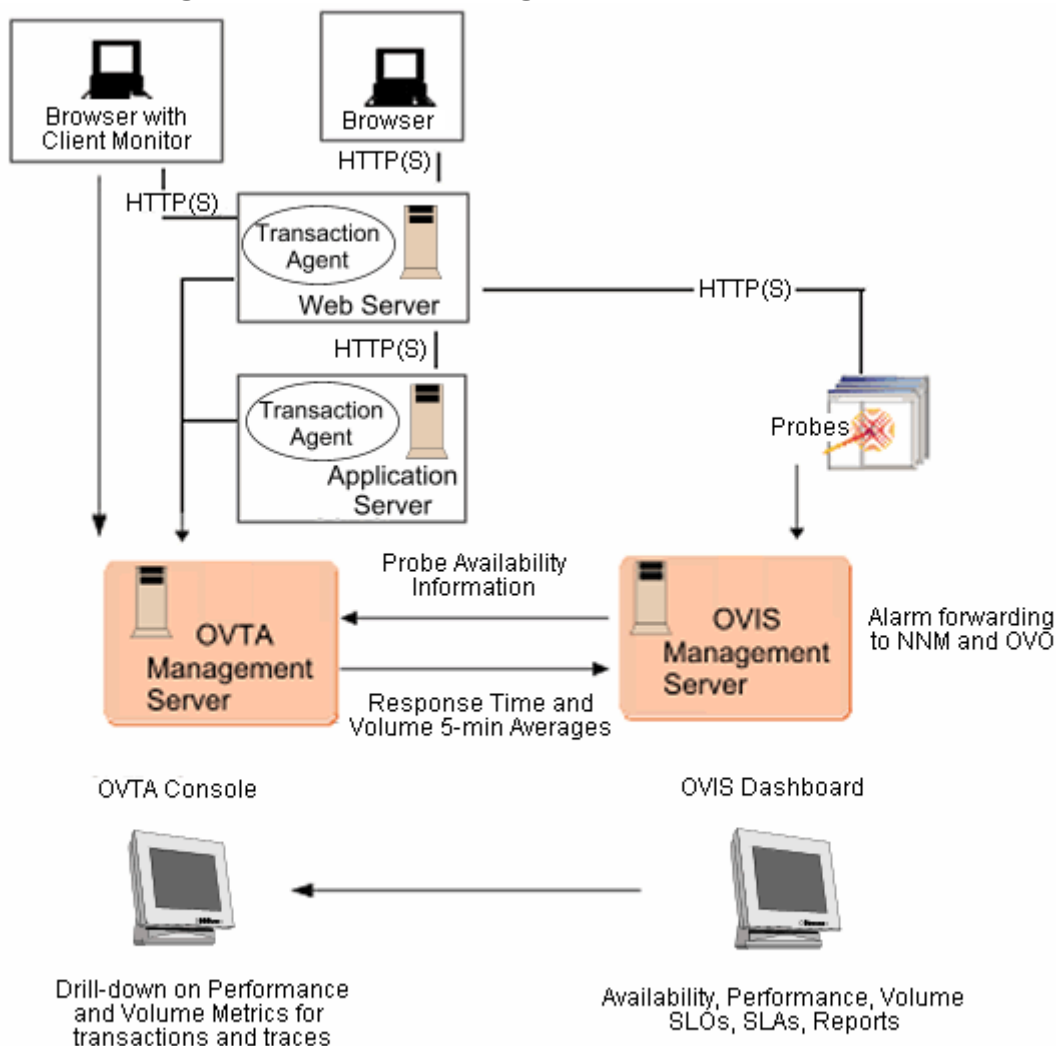 Browser with
Client Monitor
Browser
HTTP(S)
HTTP(S)
Transaction
Agent
Web Server
HTTP(S)
HTTP(S)
Transaction
Agent
Application
Server
Probes
Probe Availability
Information
OVTA
Management
Server
OVIS
Management
Server
Alarm forwarding
to NNM and OVO
Response Time and
Volume 5-min Averages
OVTA Console
OVIS Dashboard
Drill-down on Performance
and Volume Metrics for
transactions and traces
Availability, Performance, Volume
SLOs, SLAs, Reports